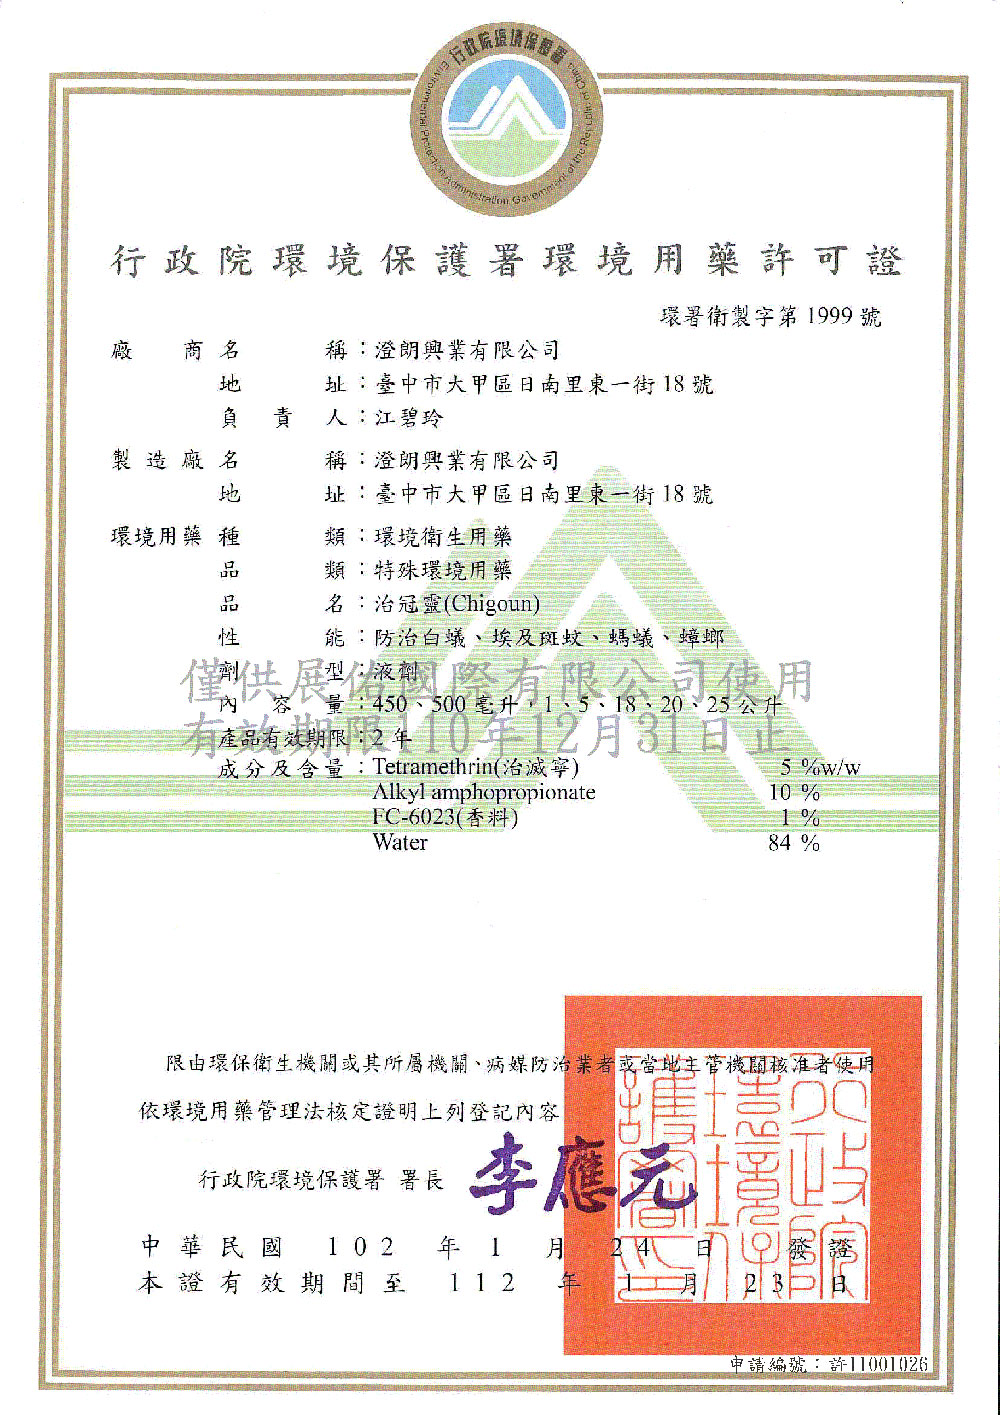 行政院環境保護署
Environmental Protection Administration Government of the Republic of China
行政院環境保護署環境用藥許可證
環署衛製字第 1999 號
廠商名稱：澄朗興業有限公司
地址：臺中市大甲區日南里東一街 18 號
負責人：江碧玲
製造廠名稱：澄朗興業有限公司
地址：臺中市大甲區日南里東一街 18 號
環境用藥種類：環境衛生用藥
品類：特殊環境用藥
品名：治冠靈(Chigoun)
性能：防治白蟻、埃及斑蚊、螞蟻、蟑螂
劑型：液劑
僅供展佑國際有限公司使用
內容量：450、500 毫升，1、5、18、20、25 公升
有效期限110年12月31日止
產品有效期限：2 年
成分及含量：Tetramethrin(治滅寧) 5 %w/w
Alkyl amphopropionate 10 %
FC-6023(香料) 1 %
Water 84 %
限由環保衛生機關或其所屬機關、病媒防治業者或當地主管機關核准者使用
依環境用藥管理法核定證明上列登記內容
行政院環境保護署 署長 李應元
中華民國 102 年 1 月 24 日 發證
本證有效期間至 112 年 1 月 23 日
行政院環境保護署印
申請編號：許11001026